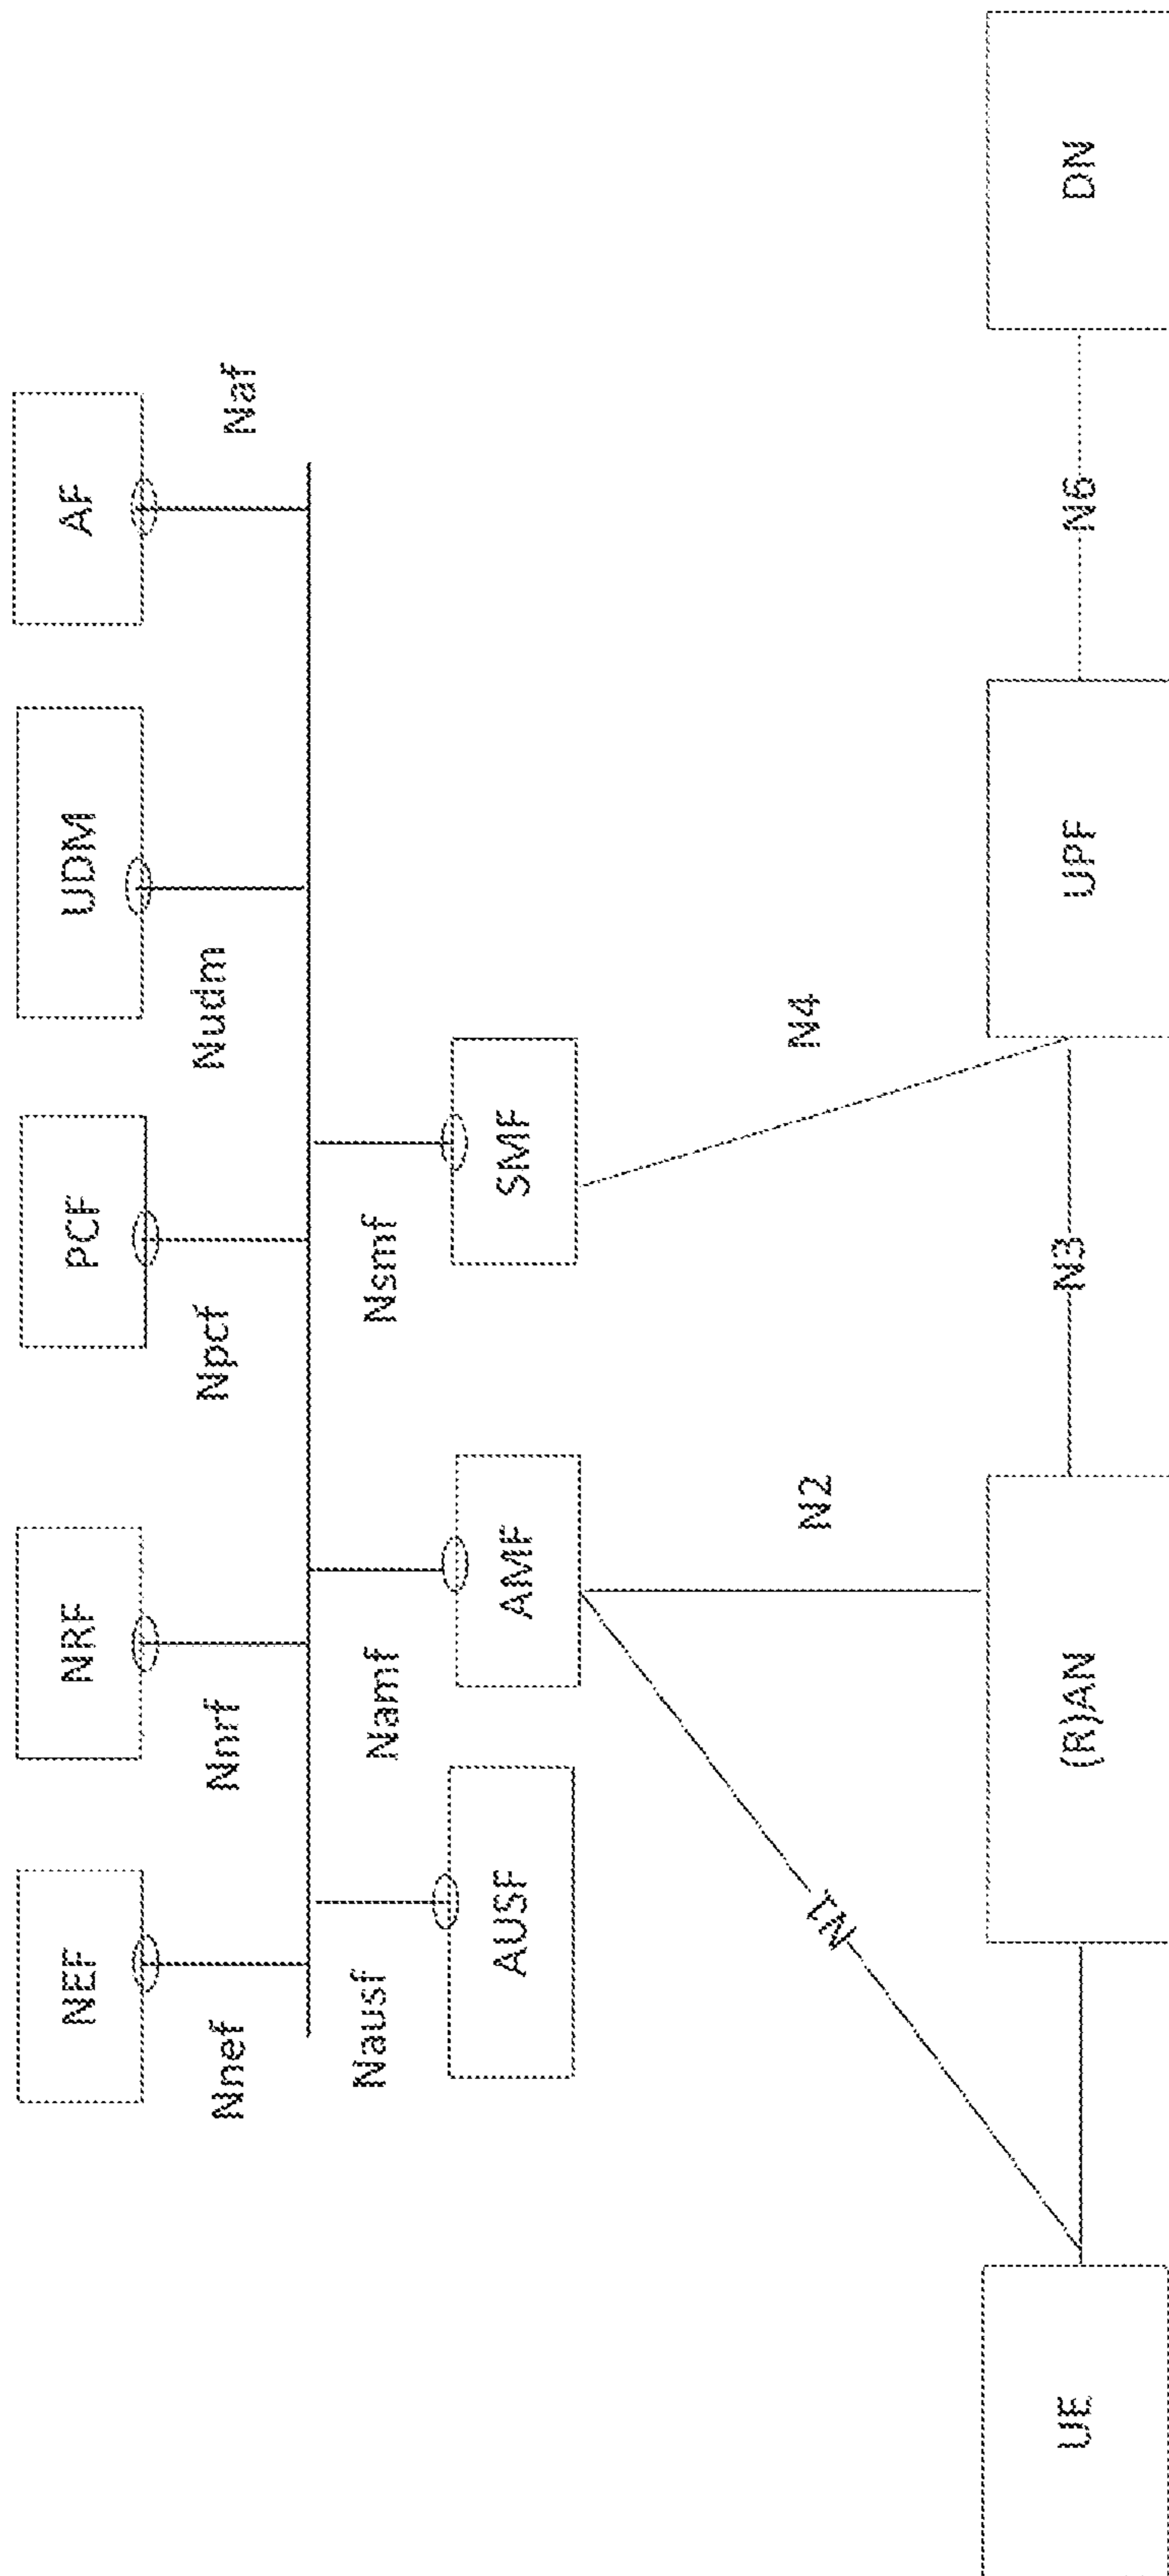 NEF
NRF
PCF
UDM
AF
Nnef
Nnrf
Npcf
Nudm
Naf
Nausf
Namf
Nsmf
AUSF
AMF
SMF
N1
N2
N4
UE
(R)AN
N3
UPF
N6
DN